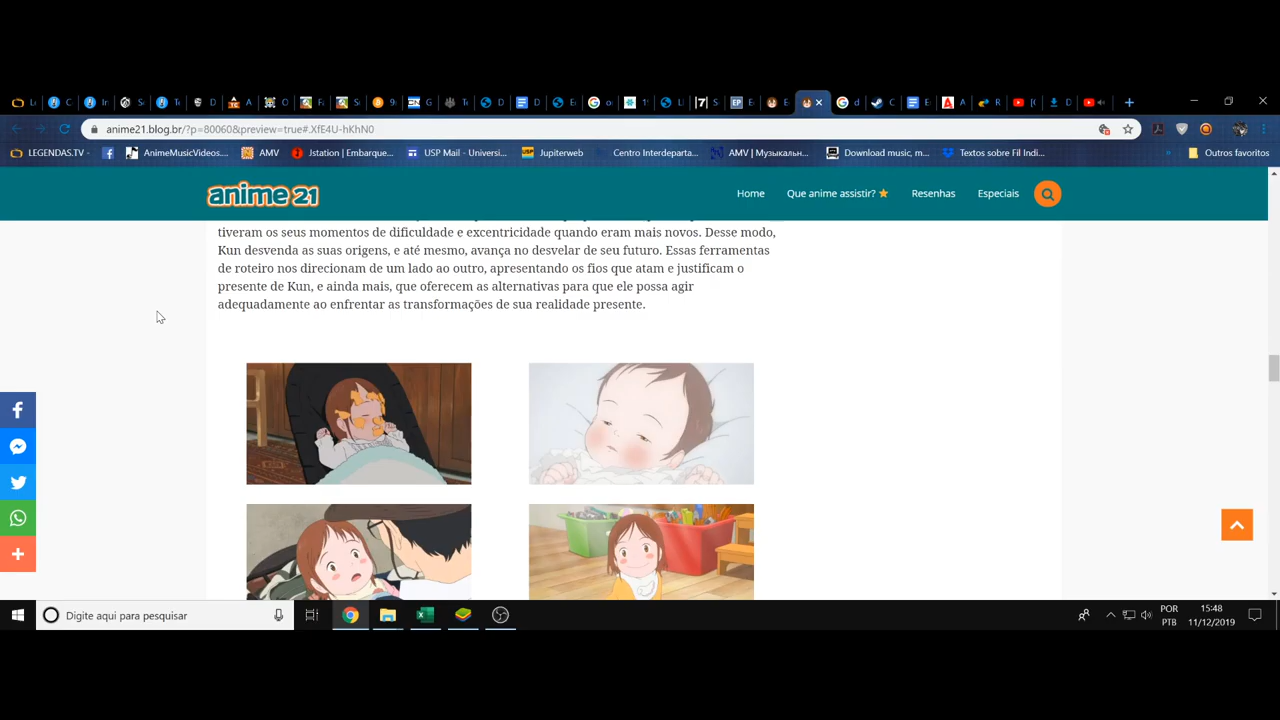 anime21.blog.br/?p=80060&preview=true#.XfE4U-hKhN0
LEGENDAS.TV - AnimeMusicVideos.... AMV Jstation | Embarque... USP Mail - Universi... Jupiterweb Centro Interdeparta... AMV | Музыкальн... Download music, m... Textos sobre Fil Indi... » Outros favoritos
anime 21 Home Que anime assistir? Resenhas Especiais
tiveram os seus momentos de dificuldade e excentricidade quando eram mais novos. Desse modo,
Kun desvenda as suas origens, e até mesmo, avança no desvelar de seu futuro. Essas ferramentas
de roteiro nos direcionam de um lado ao outro, apresentando os fios que atam e justificam o
presente de Kun, e ainda mais, que oferecem as alternativas para que ele possa agir
adequadamente ao enfrentar as transformações de sua realidade presente.
Digite aqui para pesquisar
POR 15:48
PTB 11/12/2019